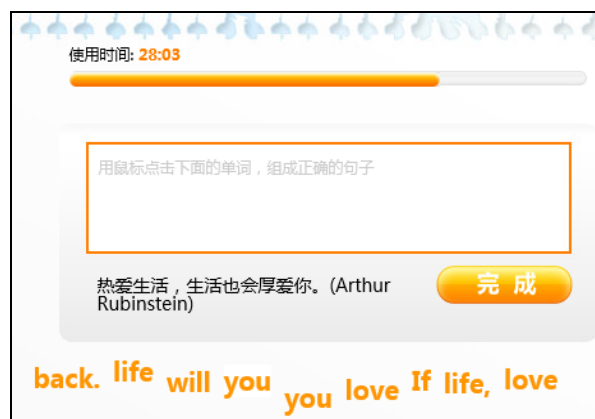 使用时间: 28:03
用鼠标点击下面的单词，组成正确的句子
热爱生活，生活也会厚爱你。(Arthur
Rubinstein)
完 成
back. life will you you love If life, love